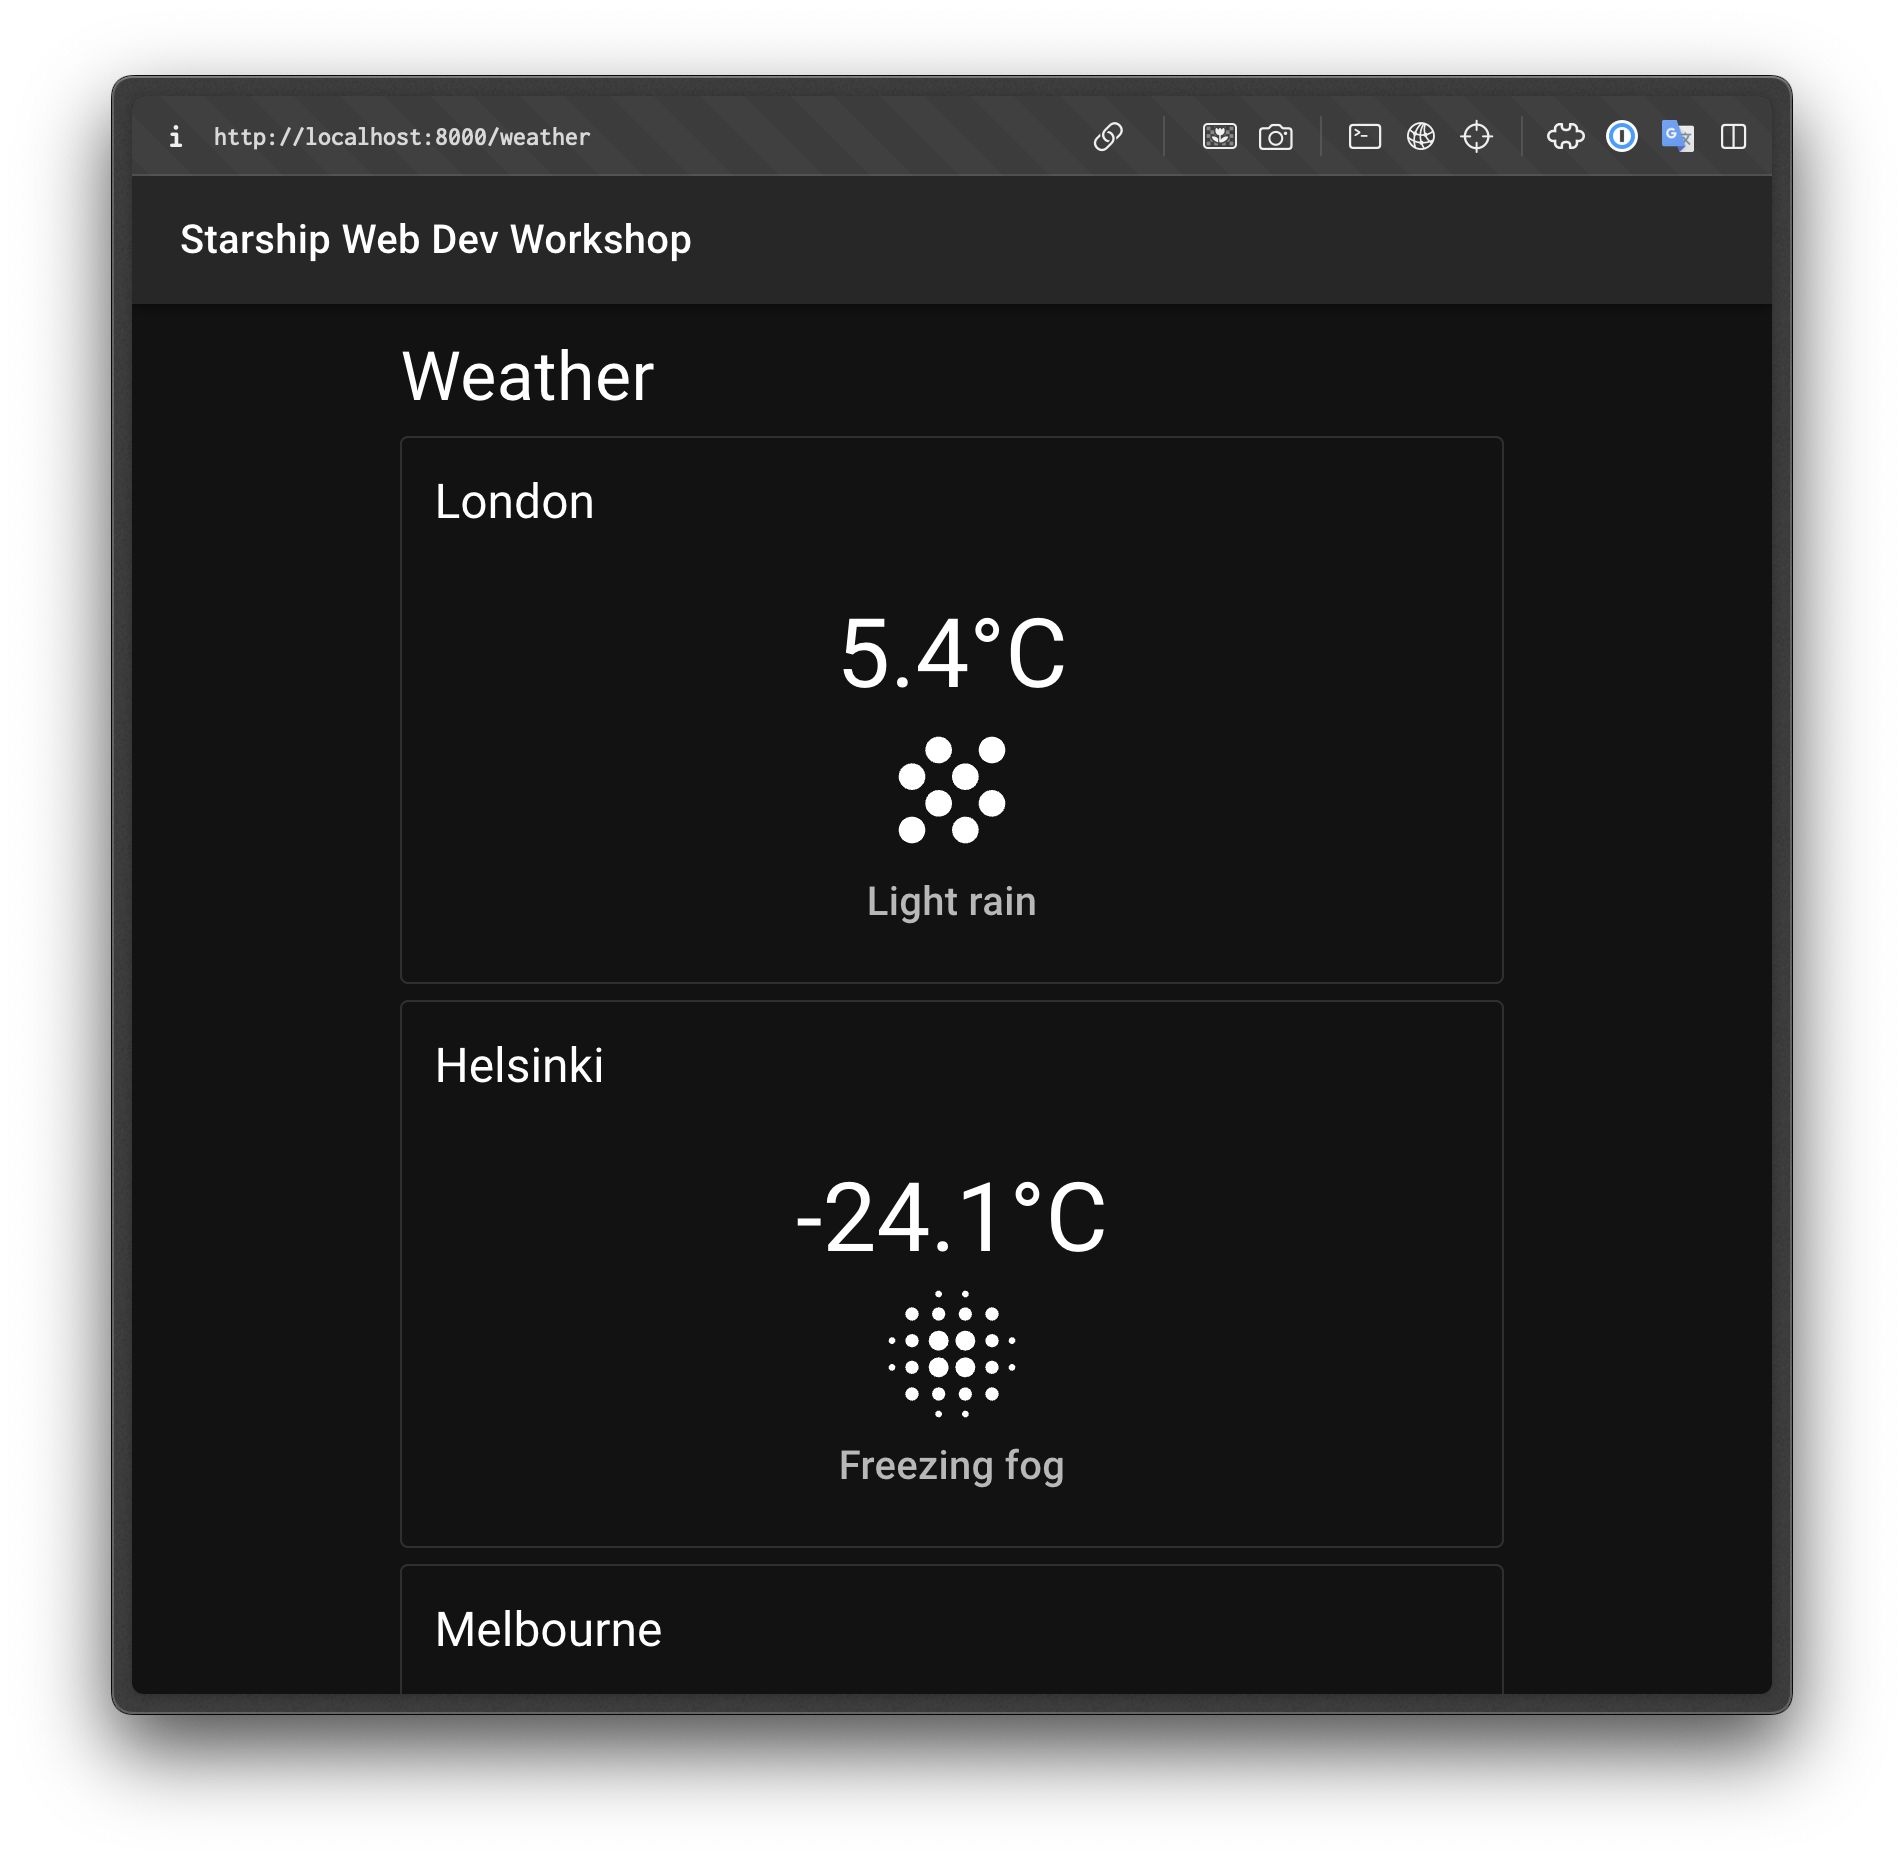 http://localhost:8000/weather
Starship Web Dev Workshop
Weather
London
5.4°C
Light rain
Helsinki
-24.1°C
Freezing fog
Melbourne